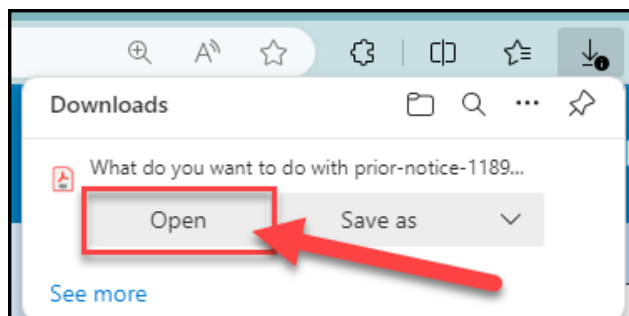 A
Downloads
What do you want to do with prior-notice-1189...
Open
Save as
See more